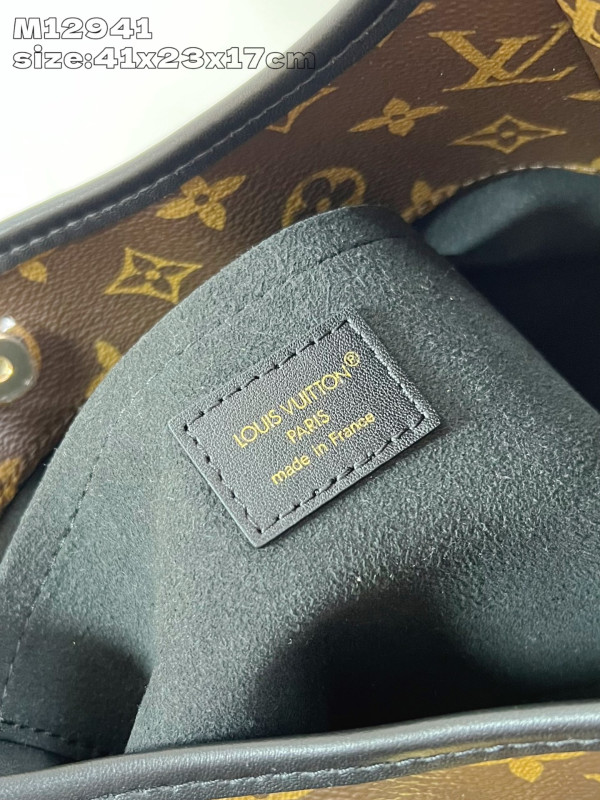 M12941
size:41x23x17cm
LOUIS VUITTON®
PARIS
made in France